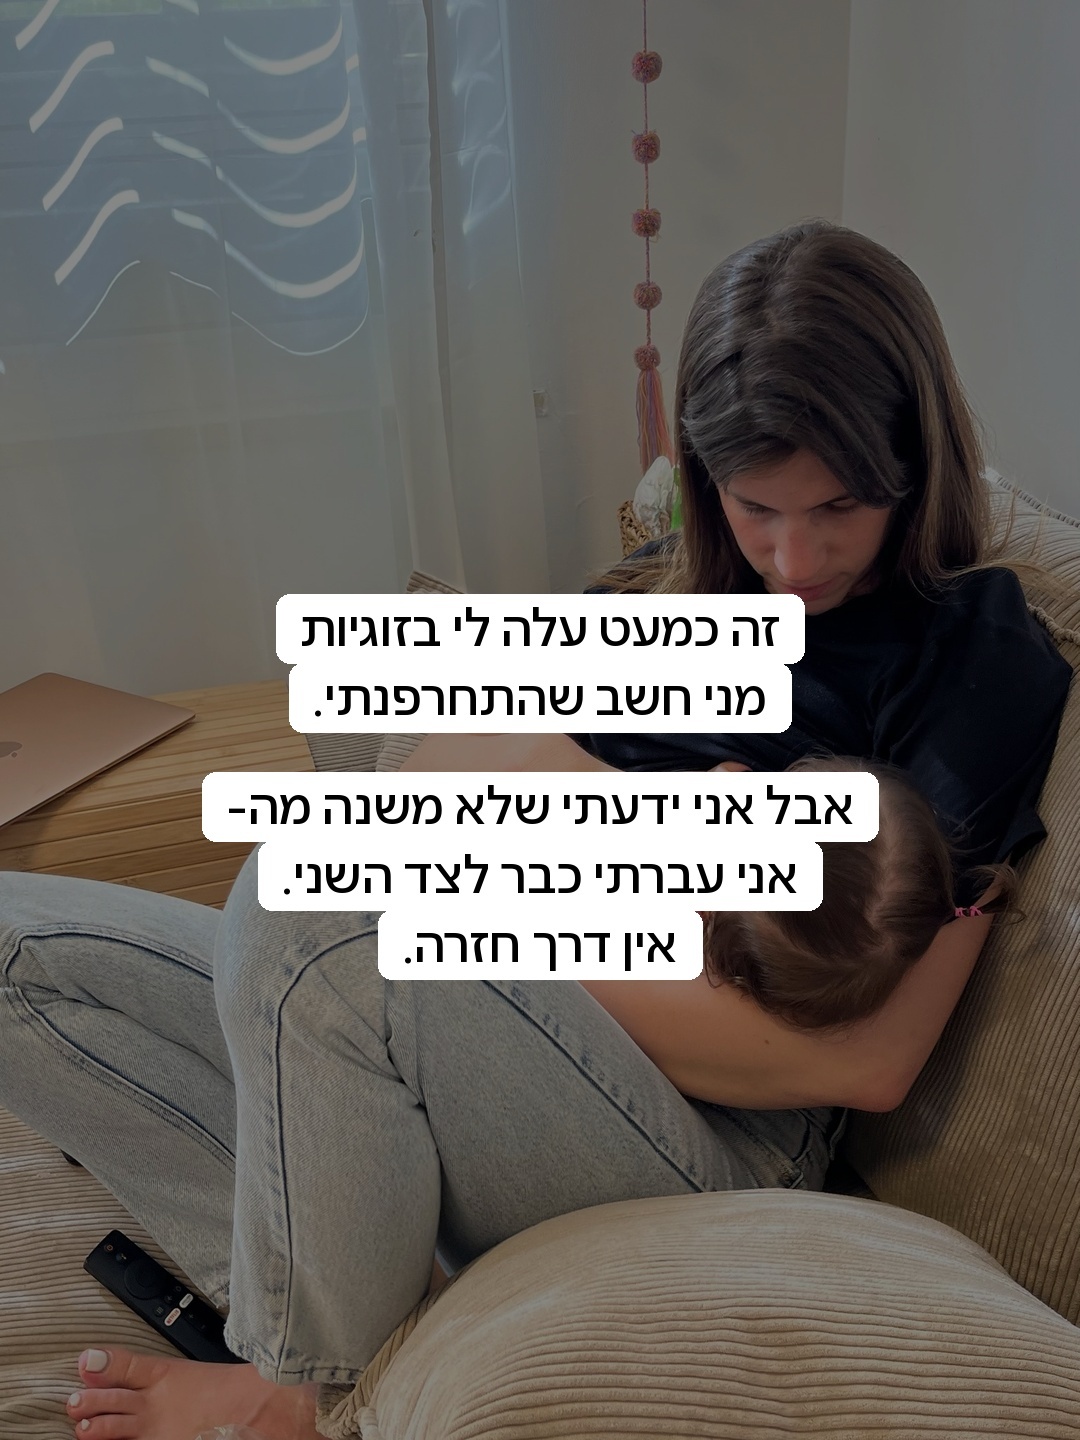 זה כמעט עלה לי בזוגיות
מני חשב שהתחרפנתי.
אבל אני ידעתי שלא משנה מה-
אני עברתי כבר לצד השני.
אין דרך חזרה.